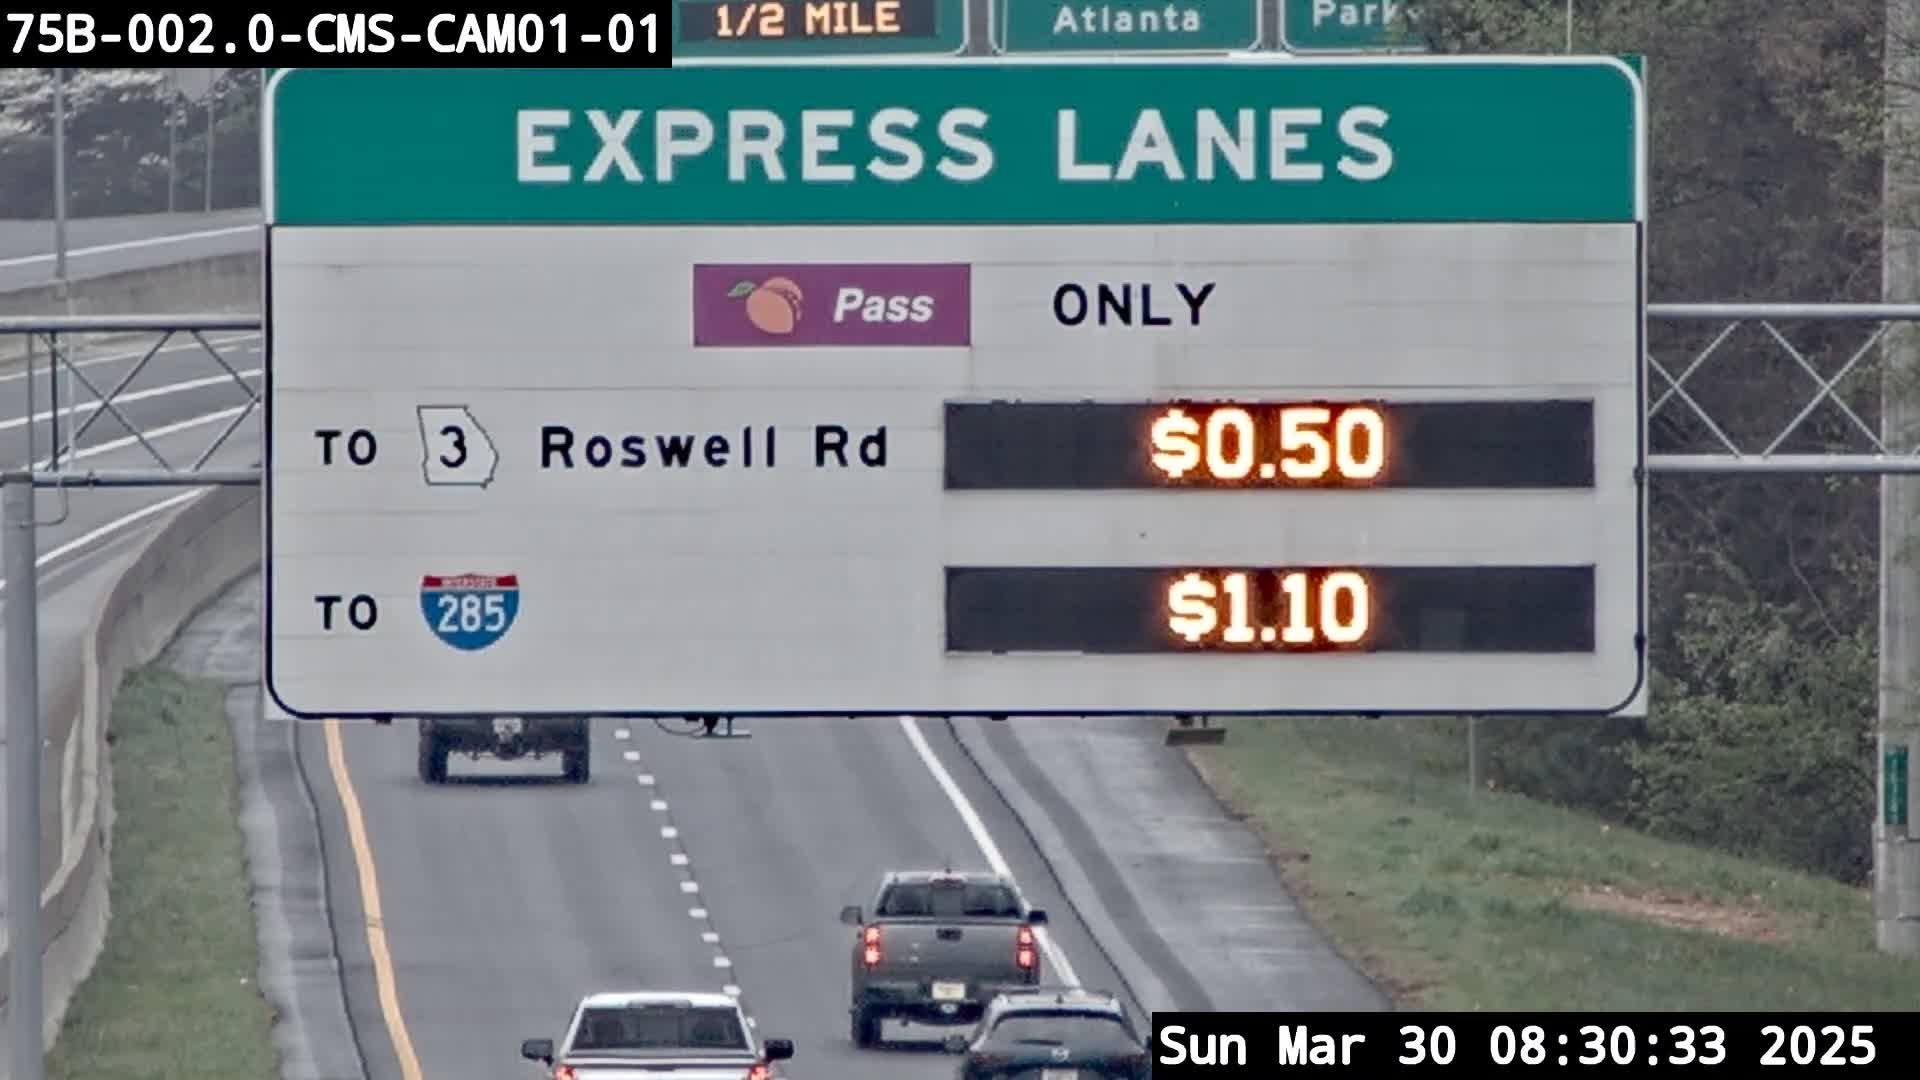 75B-002.0-CMS-CAM01-01
1/2 MILE
Atlanta
EXPRESS LANES
Pass ONLY
TO 3 Roswell Rd $0.50
TO INTERSTATE 285 $1.10
Sun Mar 30 08:30:33 2025